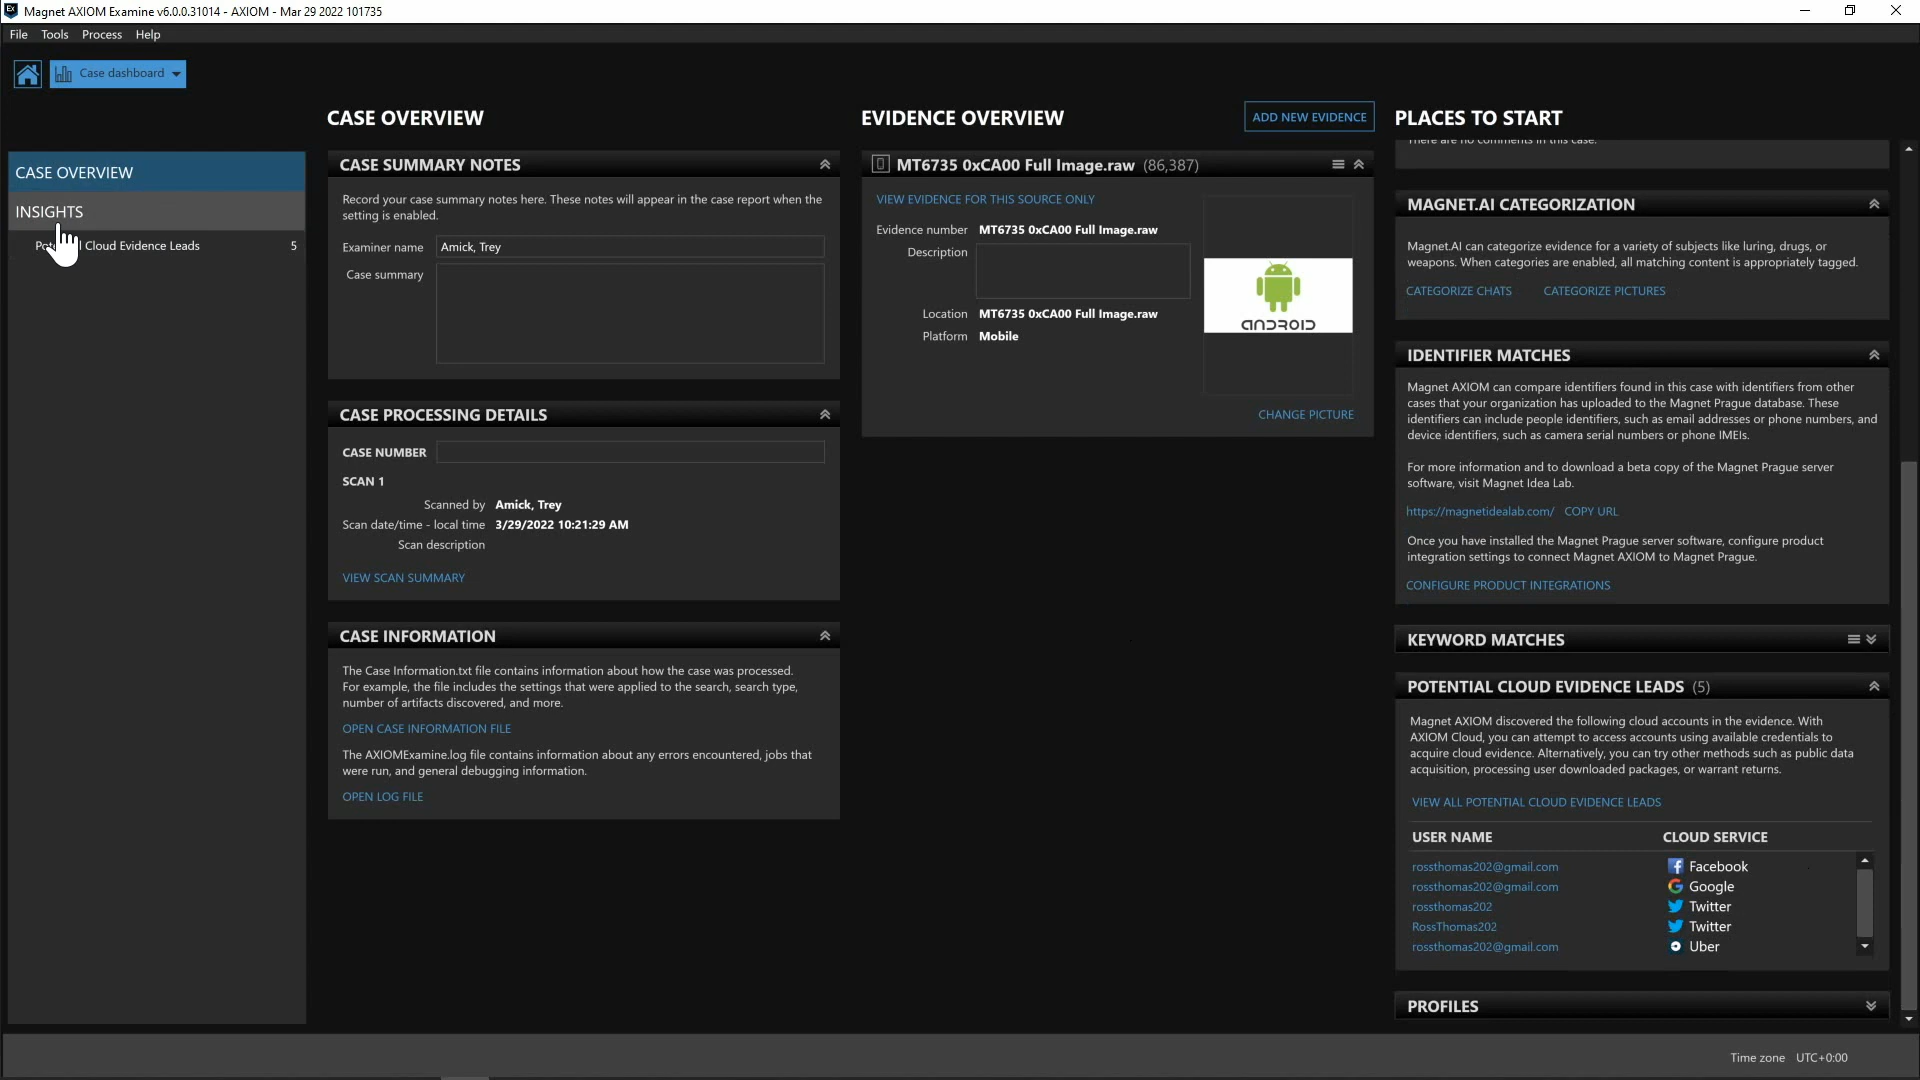 Magnet AXIOM Examine v6.0.0.31014 - AXIOM - Mar 29 2022 101735
File Tools Process Help
Case dashboard
CASE OVERVIEW
INSIGHTS
Cloud Evidence Leads 5
CASE OVERVIEW
CASE SUMMARY NOTES
Record your case summary notes here. These notes will appear in the case report when the
setting is enabled.
Examiner name Amick, Trey
Case summary
CASE PROCESSING DETAILS
CASE NUMBER
SCAN 1
Scanned by Amick, Trey
Scan date/time - local time 3/29/2022 10:21:29 AM
Scan description
VIEW SCAN SUMMARY
CASE INFORMATION
The Case Information.txt file contains information about how the case was processed.
For example, the file includes the settings that were applied to the search, search type,
number of artifacts discovered, and more.
OPEN CASE INFORMATION FILE
The AXIOMExamine.log file contains information about any errors encountered, jobs that
were run, and general debugging information.
OPEN LOG FILE
EVIDENCE OVERVIEW
ADD NEW EVIDENCE
MT6735 0xCA00 Full Image.raw (86,387)
VIEW EVIDENCE FOR THIS SOURCE ONLY
Evidence number MT6735 0xCA00 Full Image.raw
Description
Location MT6735 0xCA00 Full Image.raw
Platform Mobile
ANDROID
CHANGE PICTURE
PLACES TO START
There are no comments in this case.
MAGNET.AI CATEGORIZATION
Magnet.AI can categorize evidence for a variety of subjects like luring, drugs, or
weapons. When categories are enabled, all matching content is appropriately tagged.
CATEGORIZE CHATS CATEGORIZE PICTURES
IDENTIFIER MATCHES
Magnet AXIOM can compare identifiers found in this case with identifiers from other
cases that your organization has uploaded to the Magnet Prague database. These
identifiers can include people identifiers, such as email addresses or phone numbers, and
device identifiers, such as camera serial numbers or phone IMEIs.
For more information and to download a beta copy of the Magnet Prague server
software, visit Magnet Idea Lab.
https://magnetidealab.com/ COPY URL
Once you have installed the Magnet Prague server software, configure product
integration settings to connect Magnet AXIOM to Magnet Prague.
CONFIGURE PRODUCT INTEGRATIONS
KEYWORD MATCHES
POTENTIAL CLOUD EVIDENCE LEADS (5)
Magnet AXIOM discovered the following cloud accounts in the evidence. With
AXIOM Cloud, you can attempt to access accounts using available credentials to
acquire cloud evidence. Alternatively, you can try other methods such as public data
acquisition, processing user downloaded packages, or warrant returns.
VIEW ALL POTENTIAL CLOUD EVIDENCE LEADS
USER NAME CLOUD SERVICE
rossthomas202@gmail.com Facebook
rossthomas202@gmail.com Google
rossthomas202 Twitter
RossThomas202 Twitter
rossthomas202@gmail.com Uber
PROFILES
Time zone UTC+0:00